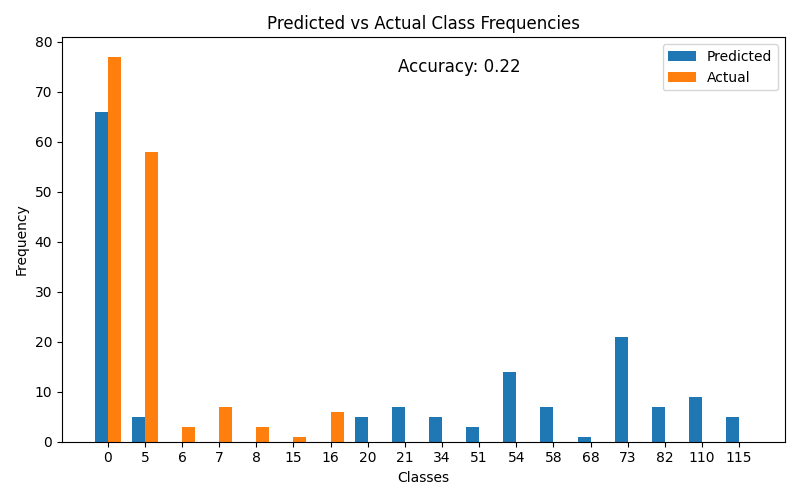 Predicted vs Actual Class Frequencies
Accuracy: 0.22
Predicted
Actual
Frequency
80
70
60
50
40
30
20
10
0
0 5 6 7 8 15 16 20 21 34 51 54 58 68 73 82 110 115
Classes